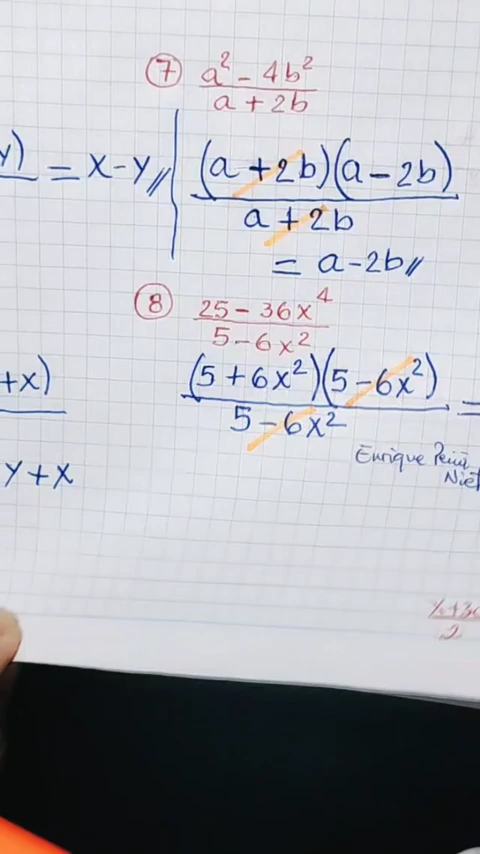 ⑦ a² - 4b²
a + 2b
= x - y //
(a + 2b)(a - 2b)
a + 2b
= a - 2b //
⑧ 25 - 36x⁴
5 - 6x²
+x)
(5 + 6x²)(5 - 6x²) =
5 - 6x²
y + x
Enrique Peña